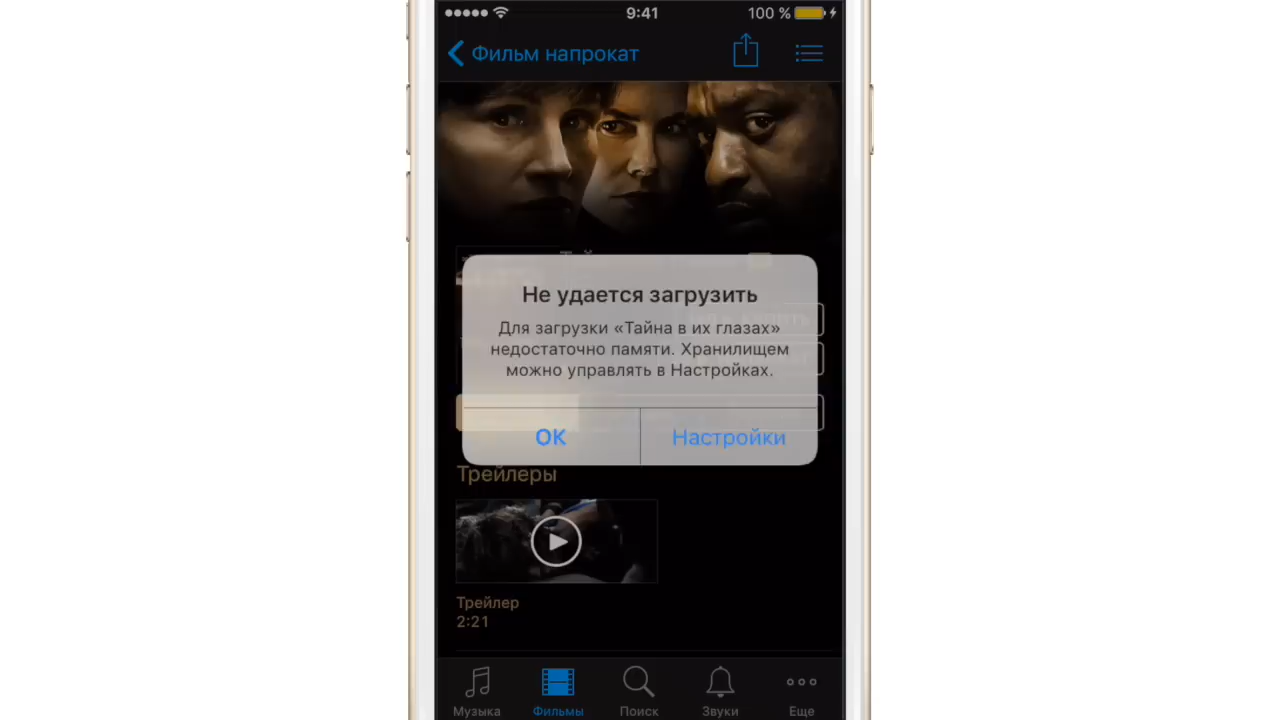 9:41
100 %
Фильм напрокат
Не удается загрузить
Для загрузки «Тайна в их глазах»
недостаточно памяти. Хранилищем
можно управлять в Настройках.
ОК
Настройки
Трейлеры
Трейлер
2:21
Музыка
Фильмы
Поиск
Звуки
Еще